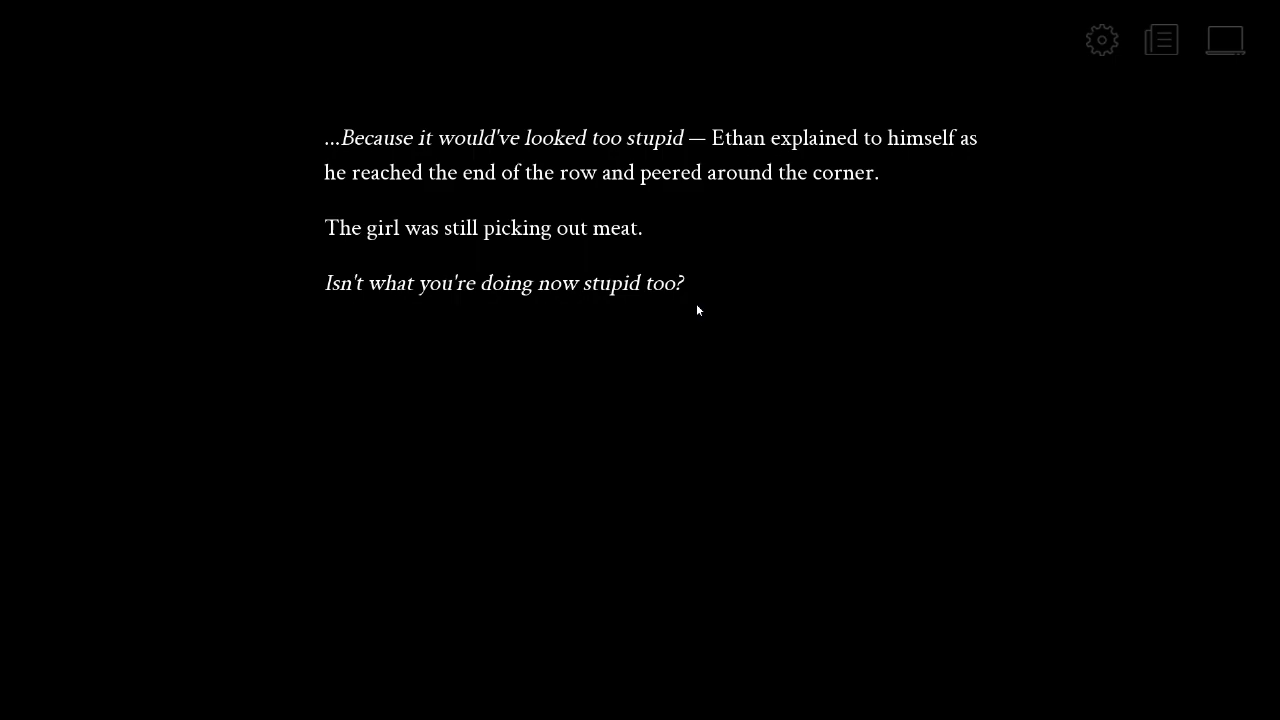 ...Because it would've looked too stupid — Ethan explained to himself as
he reached the end of the row and peered around the corner.
The girl was still picking out meat.
Isn't what you're doing now stupid too?